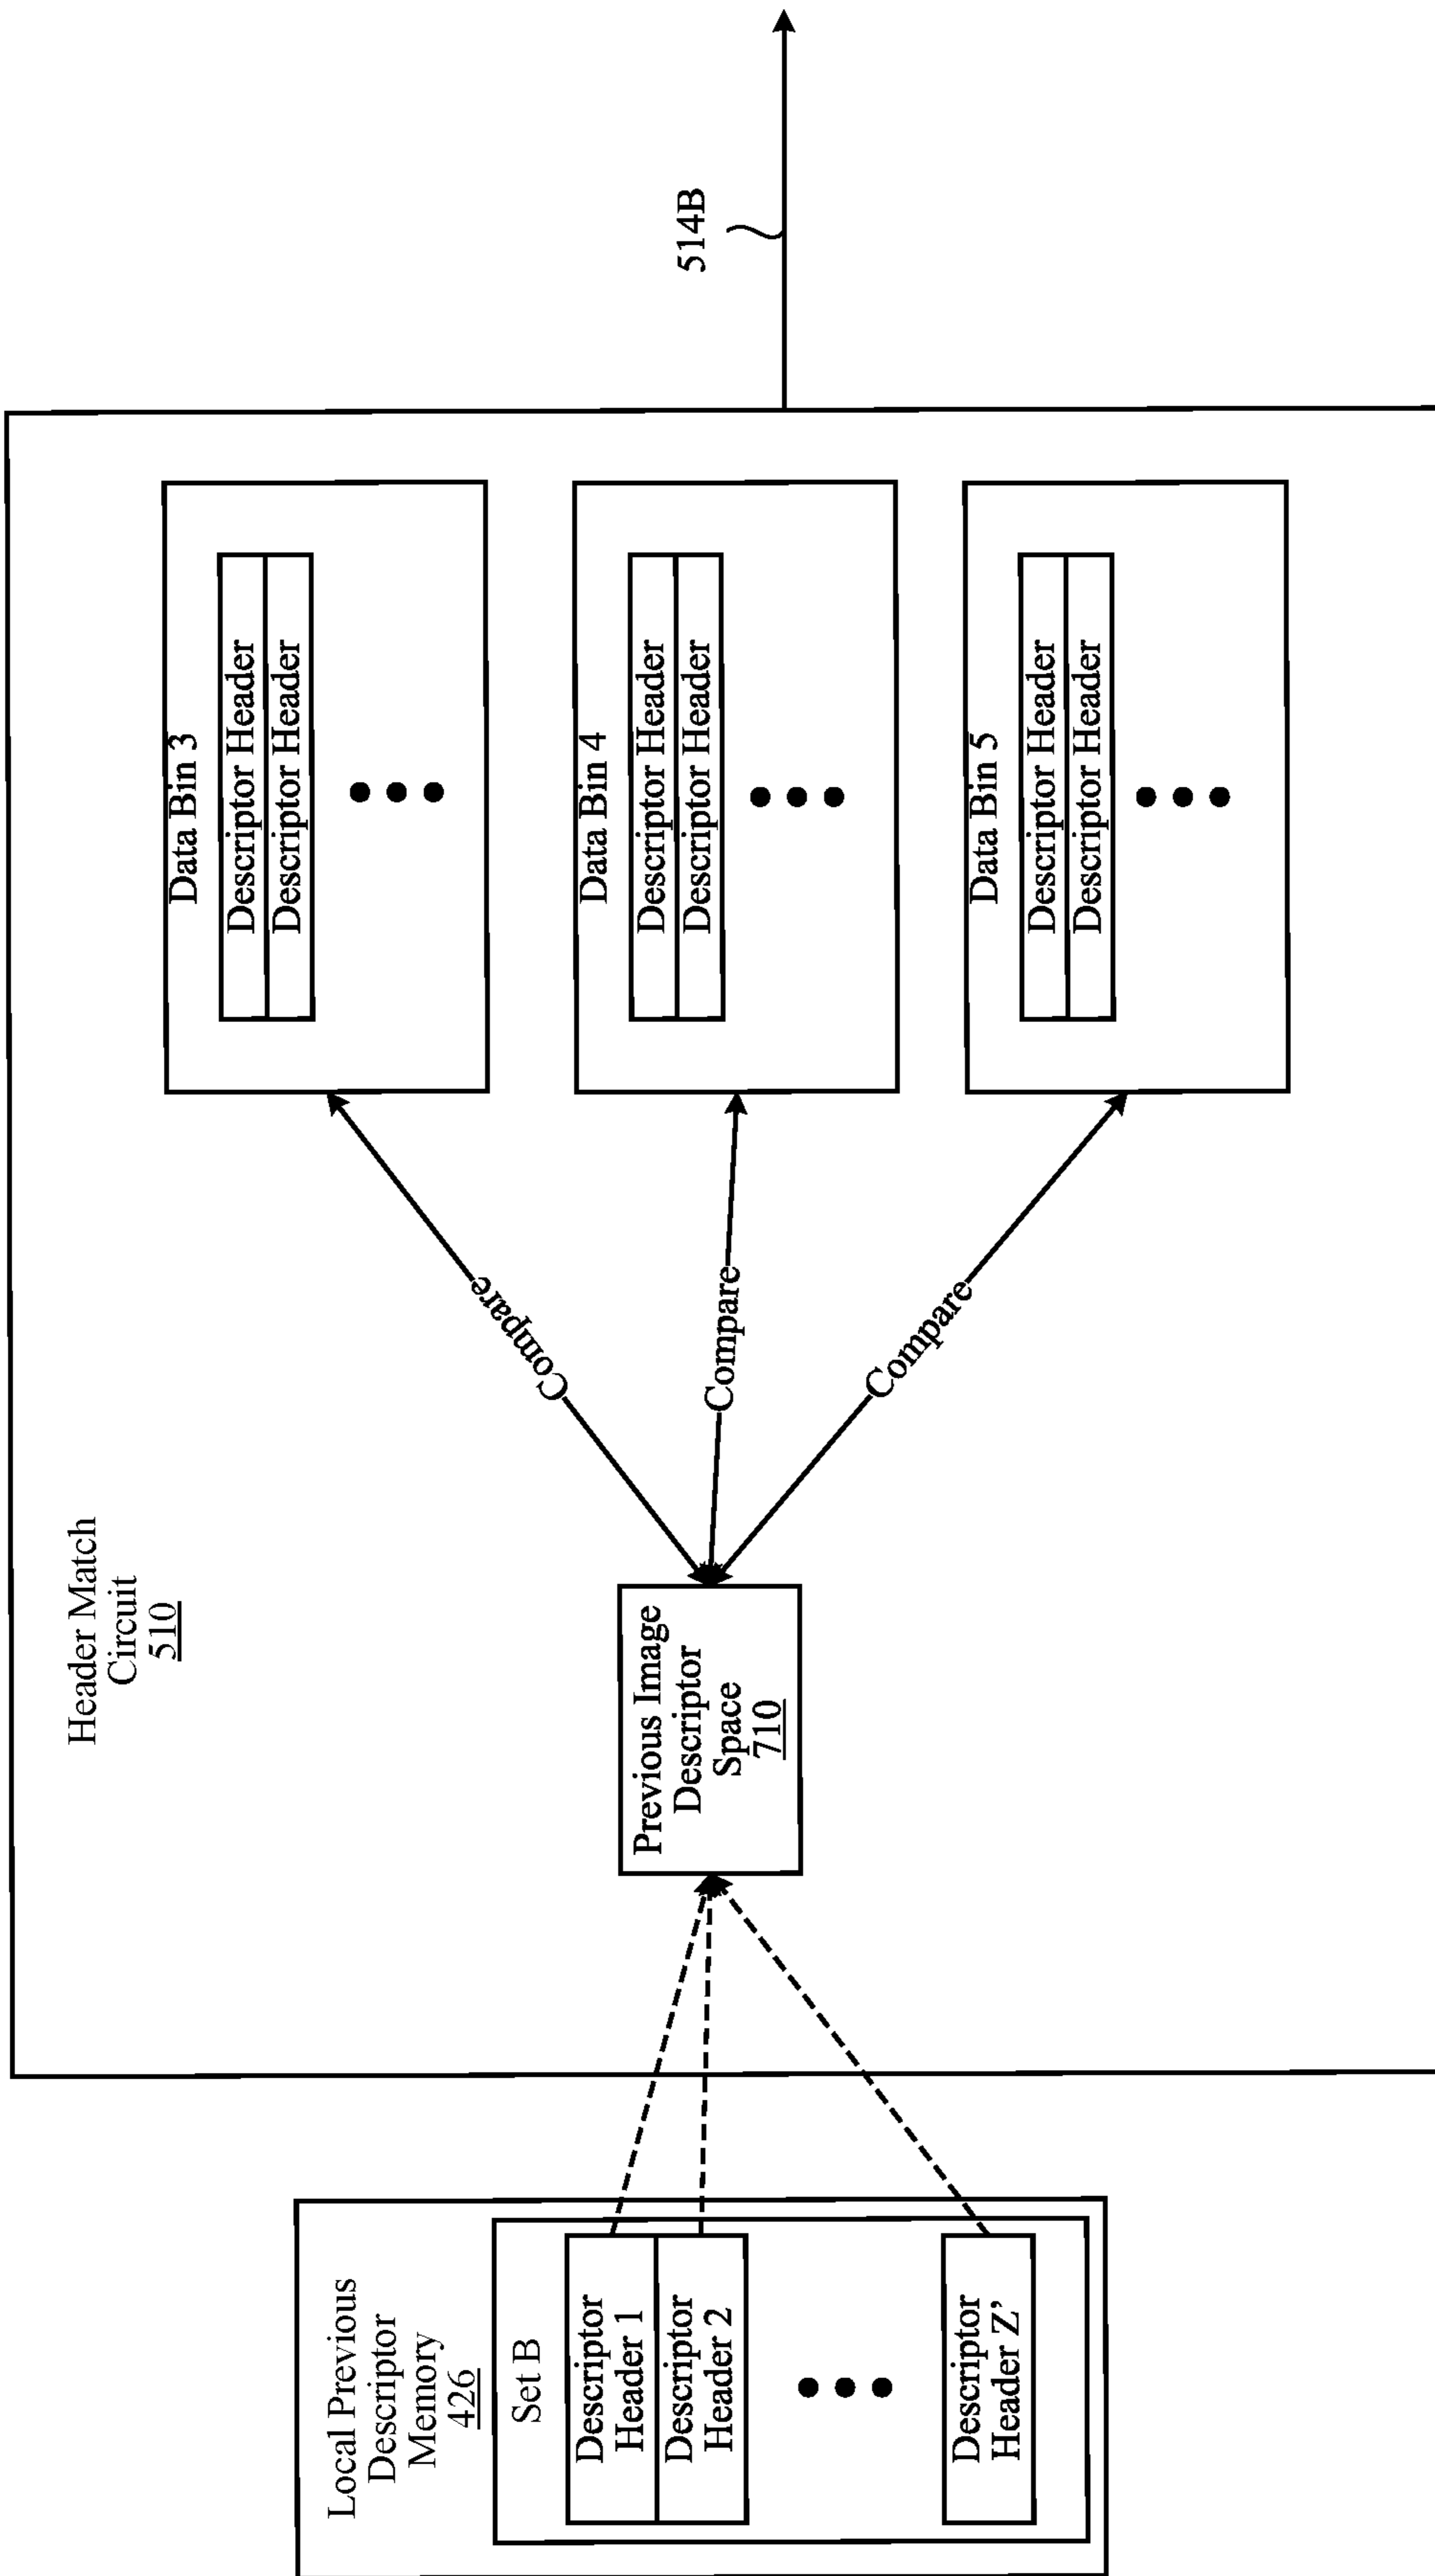 Local Previous
Descriptor
Memory
426
Set B
Descriptor
Header 1
Descriptor
Header 2
Descriptor
Header Z’
Header Match
Circuit
510
Previous Image
Descriptor
Space
710
Compare
Compare
Compare
Data Bin 3
Descriptor Header
Descriptor Header
Data Bin 4
Descriptor Header
Descriptor Header
Data Bin 5
Descriptor Header
Descriptor Header
514B